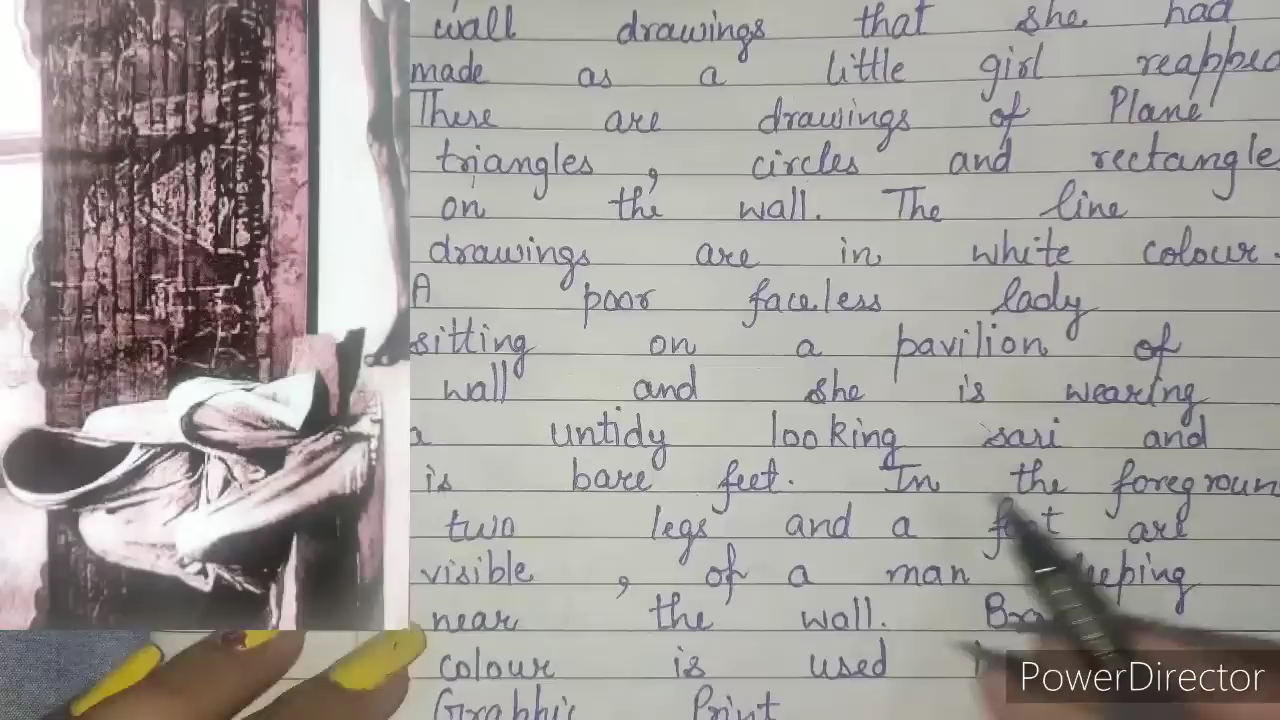 wall drawings that she had
made as a little girl reapped
There are drawings of Plane
triangles, circles and rectangle
on the wall. The line
drawings are in white colour.
A poor faceless lady
sitting on a pavilion of
wall and she is wearing
a untidy looking sari and
is bare feet. In the foregroun
two legs and a are
visible, of a man
near the wall.
colour is used
Graphic Print
PowerDirector